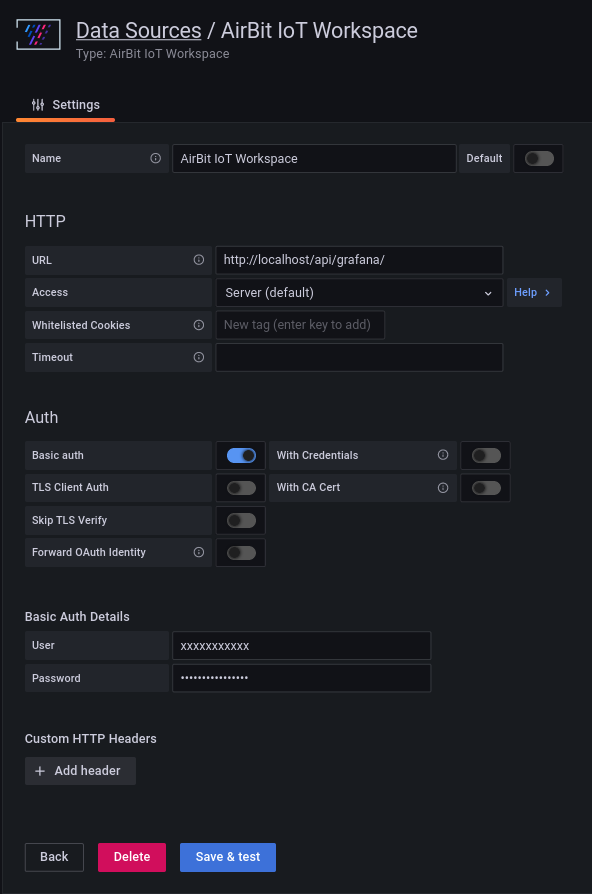 Data Sources / AirBit IoT Workspace
Type: AirBit IoT Workspace
Settings
Name AirBit IoT Workspace Default
HTTP
URL http://localhost/api/grafana/
Access Server (default) Help
Whitelisted Cookies New tag (enter key to add)
Timeout
Auth
Basic auth With Credentials
TLS Client Auth With CA Cert
Skip TLS Verify
Forward OAuth Identity
Basic Auth Details
User xxxxxxxxxxx
Password ••••••••••••••••
Custom HTTP Headers
+ Add header
Back Delete Save & test